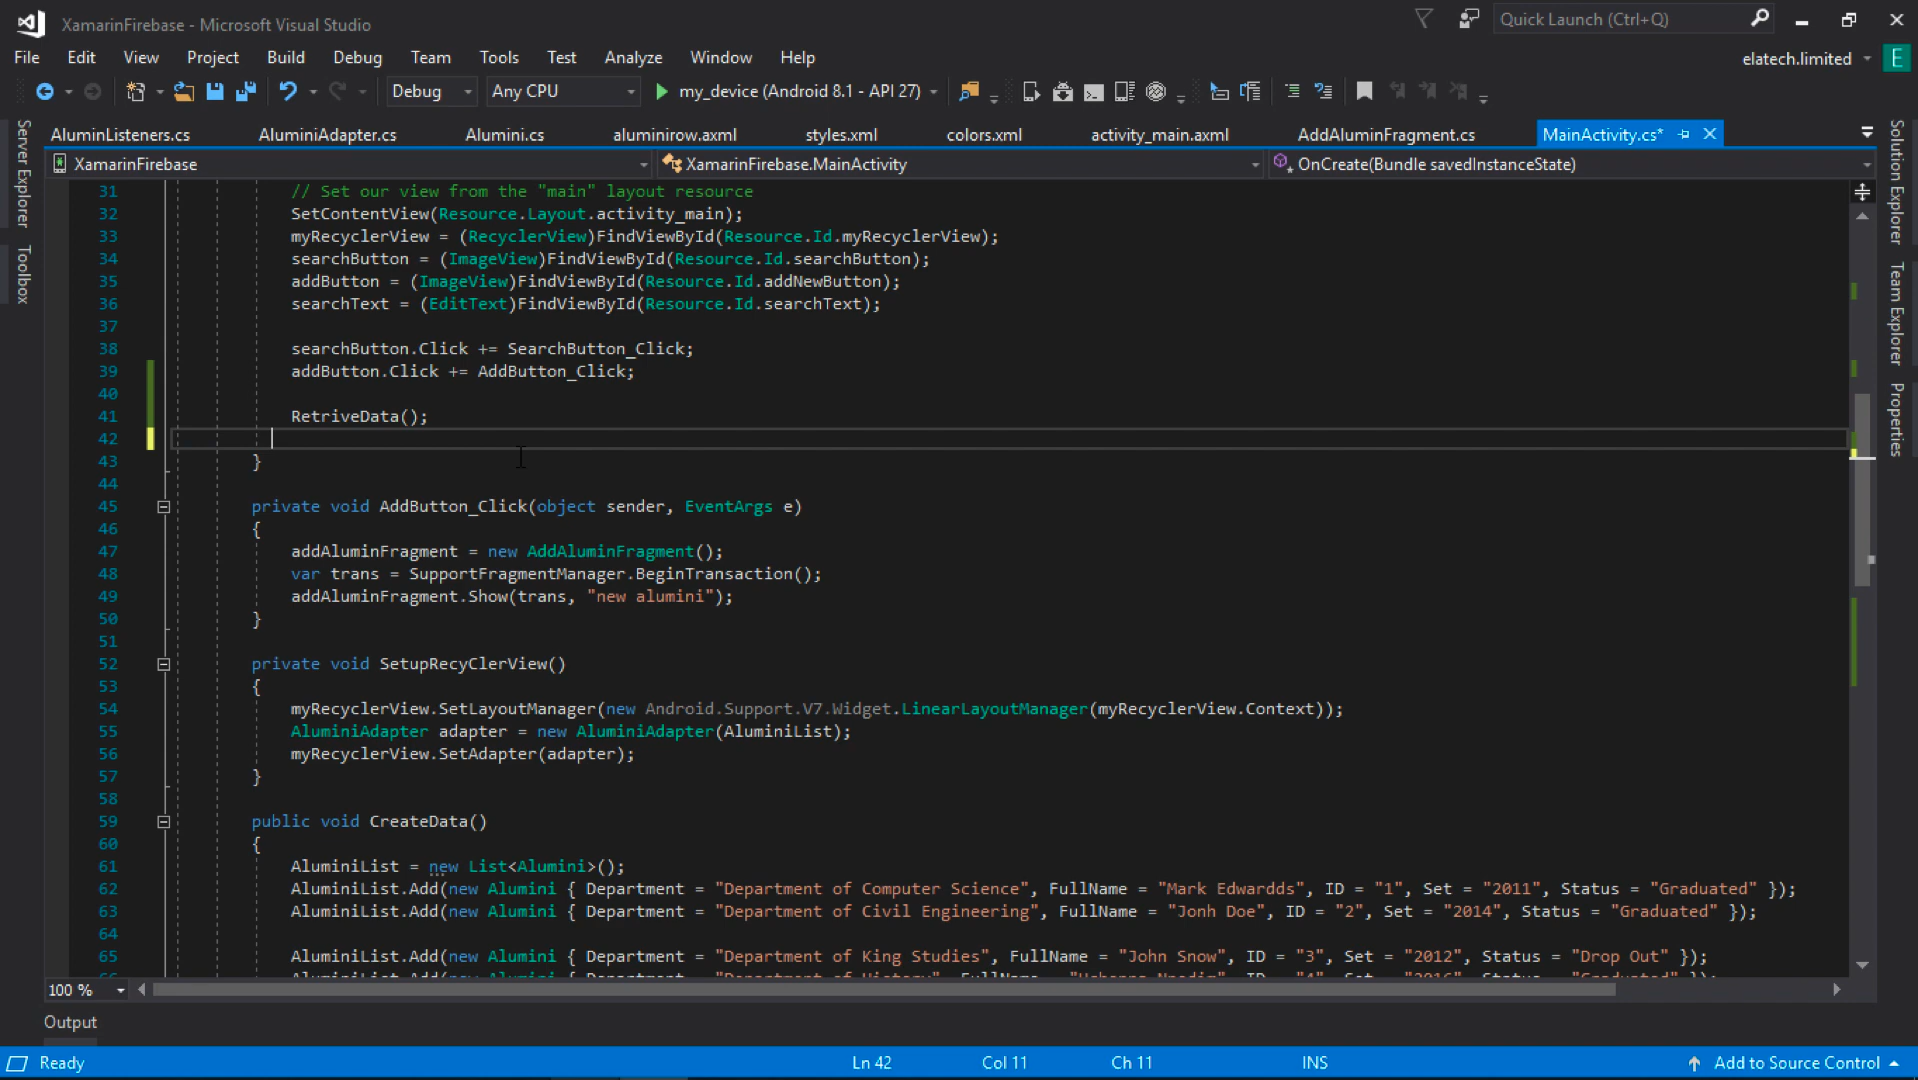 XamarinFirebase - Microsoft Visual Studio
Quick Launch (Ctrl+Q)
File Edit View Project Build Debug Team Tools Test Analyze Window Help
elatech.limited E
Debug Any CPU my_device (Android 8.1 - API 27)
AluminListeners.cs AluminiAdapter.cs Alumini.cs aluminirow.axml styles.xml colors.xml activity_main.axml AddAluminFragment.cs MainActivity.cs*
XamarinFirebase XamarinFirebase.MainActivity OnCreate(Bundle savedInstanceState)
Server Explorer
Toolbox
Solution Explorer
Team Explorer
Properties
31 // Set our view from the "main" layout resource
32 SetContentView(Resource.Layout.activity_main);
33 myRecyclerView = (RecyclerView)FindViewById(Resource.Id.myRecyclerView);
34 searchButton = (ImageView)FindViewById(Resource.Id.searchButton);
35 addButton = (ImageView)FindViewById(Resource.Id.addNewButton);
36 searchText = (EditText)FindViewById(Resource.Id.searchText);
37
38 searchButton.Click += SearchButton_Click;
39 addButton.Click += AddButton_Click;
40
41 RetriveData();
42
43 }
44
45 private void AddButton_Click(object sender, EventArgs e)
46 {
47 addAluminFragment = new AddAluminFragment();
48 var trans = SupportFragmentManager.BeginTransaction();
49 addAluminFragment.Show(trans, "new alumini");
50 }
51
52 private void SetupRecyClerView()
53 {
54 myRecyclerView.SetLayoutManager(new Android.Support.V7.Widget.LinearLayoutManager(myRecyclerView.Context));
55 AluminiAdapter adapter = new AluminiAdapter(AluminiList);
56 myRecyclerView.SetAdapter(adapter);
57 }
58
59 public void CreateData()
60 {
61 AluminiList = new List<Alumini>();
62 AluminiList.Add(new Alumini { Department = "Department of Computer Science", FullName = "Mark Edwardds", ID = "1", Set = "2011", Status = "Graduated" });
63 AluminiList.Add(new Alumini { Department = "Department of Civil Engineering", FullName = "Jonh Doe", ID = "2", Set = "2014", Status = "Graduated" });
64
65 AluminiList.Add(new Alumini { Department = "Department of King Studies", FullName = "John Snow", ID = "3", Set = "2012", Status = "Drop Out" });
100 %
Output
Ready Ln 42 Col 11 Ch 11 INS Add to Source Control